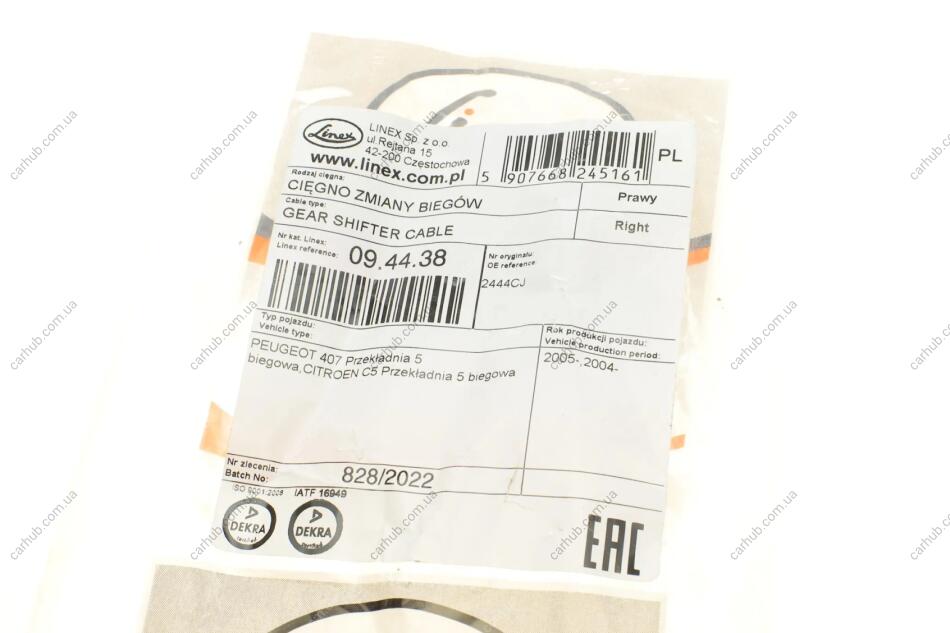 Linex
LINEX Sp. z o.o.
ul.Rejtana 15
42-200 Częstochowa
www.linex.com.pl
5 907668 245161
PL
Rodzaj cięgna:
CIĘGNO ZMIANY BIEGÓW
Prawy
Cable type:
GEAR SHIFTER CABLE
Right
Nr kat. Linex:
Linex reference:
09.44.38
Nr oryginału:
OE reference:
2444CJ
Typ pojazdu:
Vehicle type:
Rok produkcji pojazdu:
Vehicle production period:
PEUGEOT 407 Przekładnia 5
biegowa,CITROEN C5 Przekładnia 5 biegowa
2005-,2004-
Nr zlecenia:
Batch No:
828/2022
ISO 9001:2008
IATF 16949
DEKRA
DEKRA
EAC
carhub.com.ua